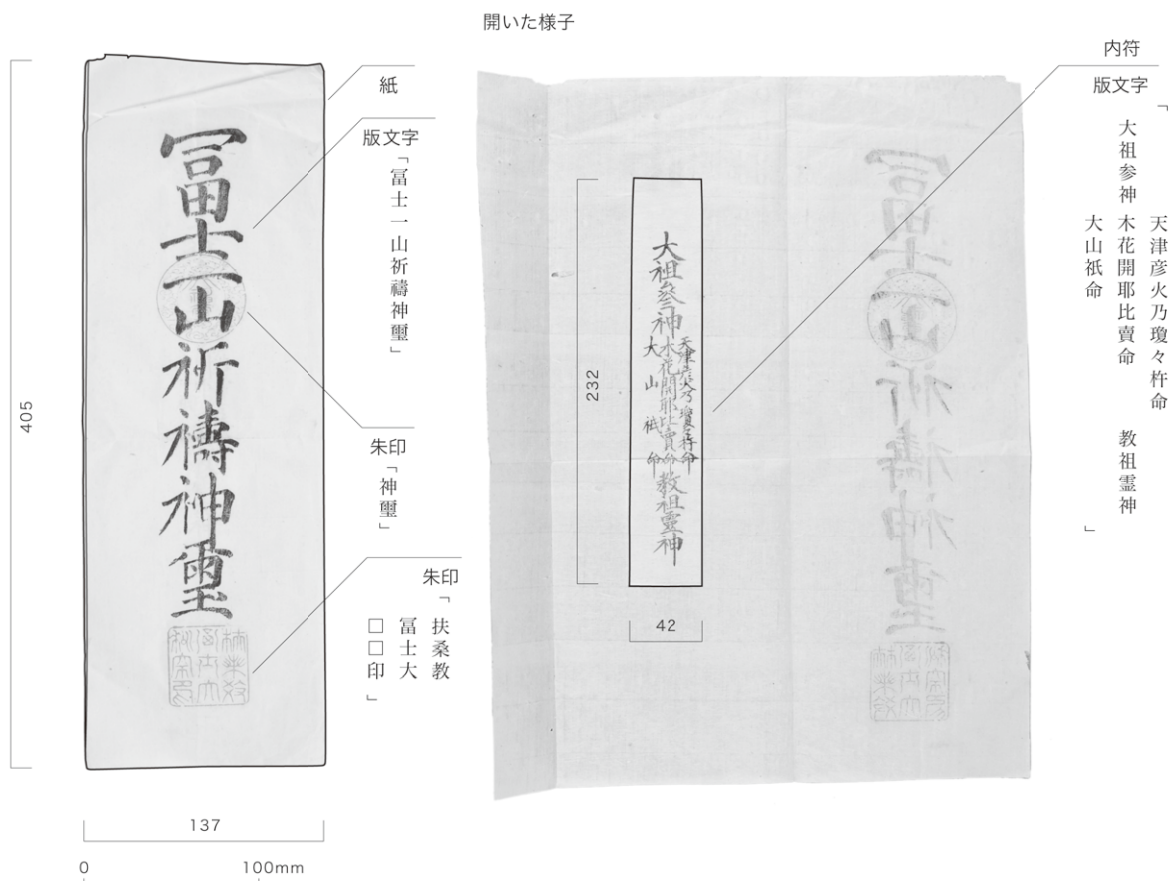 開いた様子
紙
版文字
「冨士一山祈禱神璽」
朱印
「神璽」
朱印
「扶桑教
冨士大
□□印」
冨士一山祈禱神璽
405
137
0
100mm
内符
版文字
「
天津彦火乃瓊々杵命
大祖参神 木花開耶比賣命 教祖霊神
大山祇命
」
天津彦火乃瓊々杵命
大祖參神 木花開耶比賣命 教祖靈神
大山祇命
232
42